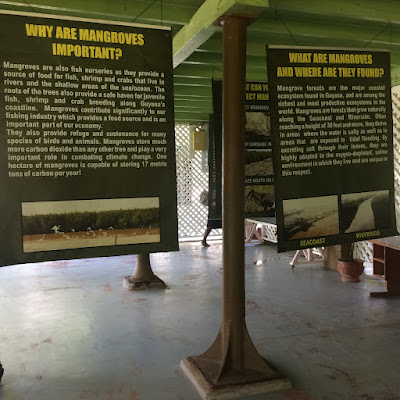 WHY ARE MANGROVES
IMPORTANT?
Mangroves are also fish nurseries as they provide a
source of food for fish, shrimp and crabs that live in
rivers and the shallow areas of the sea/ocean. The
roots of the trees also provide a safe haven for juvenile
fish, shrimp and crab breeding along Guyana's
coastline. Mangroves contribute significantly to our
fishing industry which provides a food source and is an
important part of our economy.
They also provide refuge and sustenance for many
species of birds and animals. Mangroves store much
more carbon dioxide than any other tree and play a very
important role in combating climate change. One
hectare of mangroves is capable of storing 17 metric
tons of carbon per year!
WHAT ARE MANGROVES
AND WHERE ARE THEY FOUND?
Mangrove forests are the major coastal
ecosystem found in Guyana, and are among the
richest and most productive ecosystems in the
world. Mangroves are forests that grow naturally
along the Seacoast and Riverside. Often
reaching a height of 30 feet and more, they thrive
in areas where the water is salty as well as in
areas that are exposed to tidal flooding. By
excreting salt through their leaves, they are
highly adapted to the oxygen-depleted, saline
environment in which they live and are unique in
this respect.
SEACOAST
RIVERSIDE